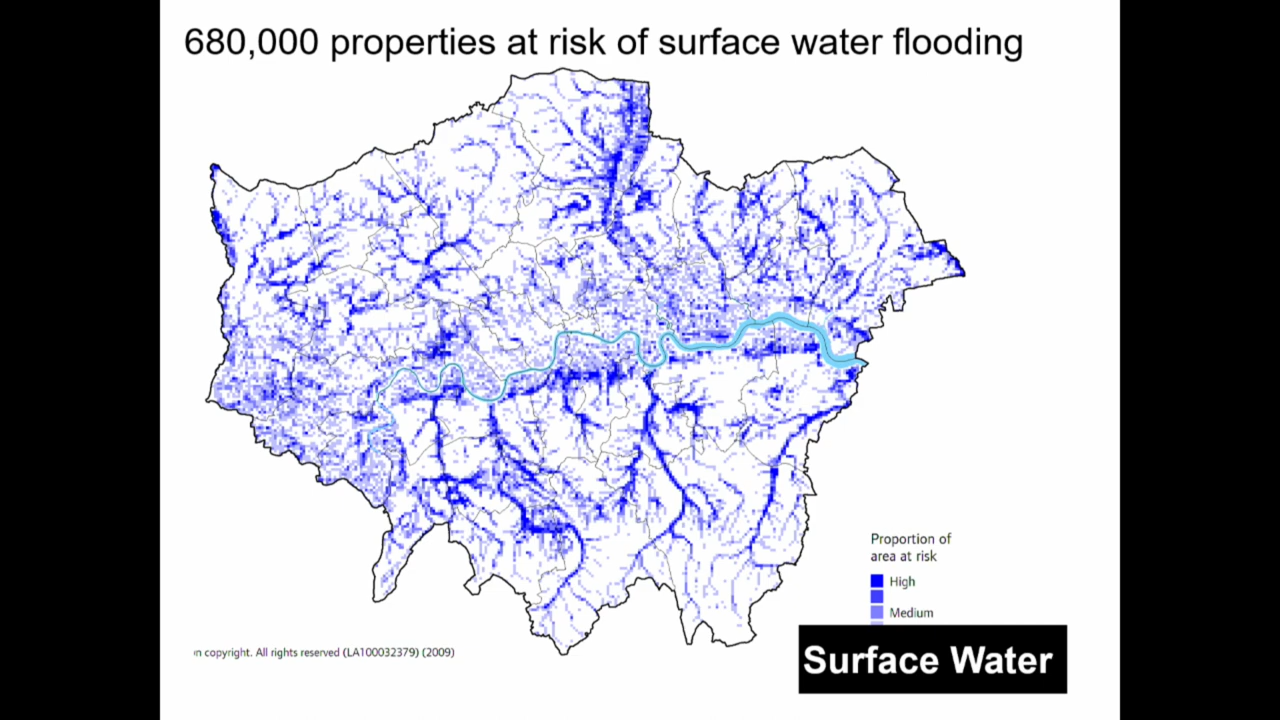 680,000 properties at risk of surface water flooding
Proportion of
area at risk
High
Medium
copyright. All rights reserved (LA100032379) (2009)
Surface Water